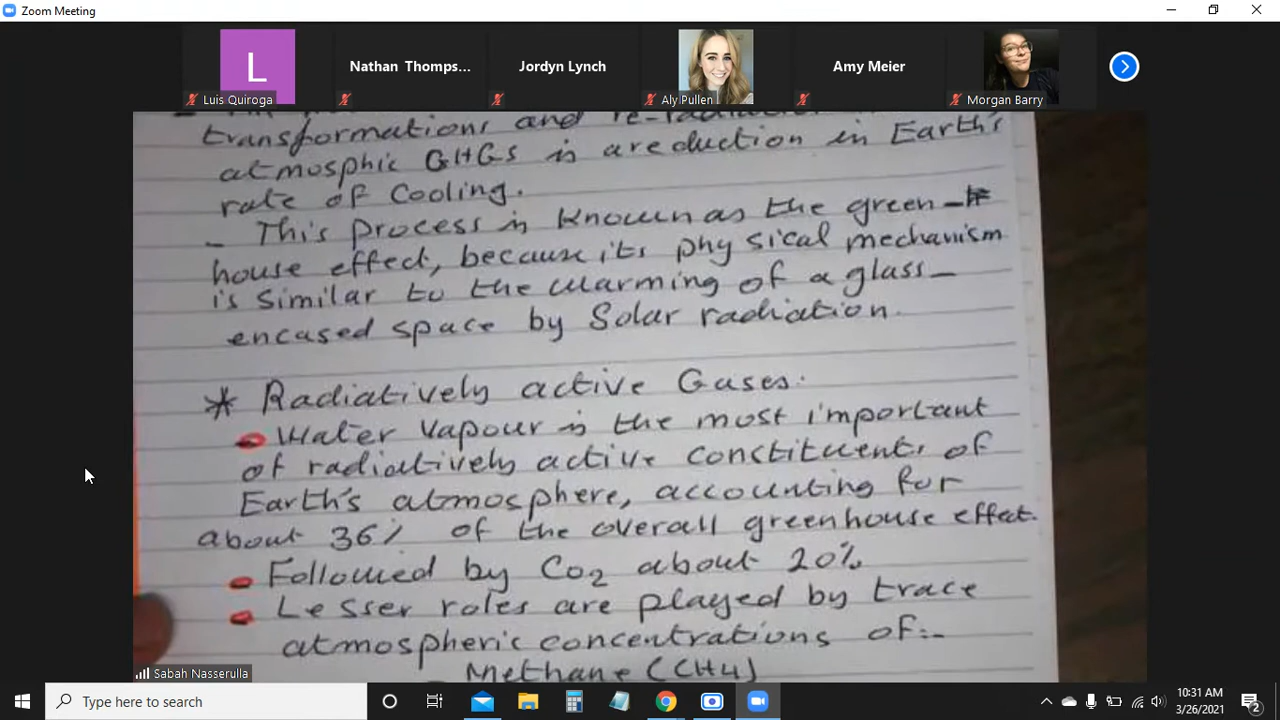 Zoom Meeting
L
Luis Quiroga
Nathan Thomps...
Jordyn Lynch
Aly Pullen
Amy Meier
Morgan Barry
transformations and re-radiation
atmosphic GHGs is a reduction in Earth's
rate of Cooling.
- This process is known as the green-
house effect, because its physical mechanism
is similar to the warming of a glass-
encased space by Solar radiation.
* Radiatively active Gases:
Water vapour is the most important
of radiatively active constituents of
Earth's atmosphere, accounting for
about 36% of the overall greenhouse effect.
Followed by CO2 about 20%
Lesser roles are played by trace
atmospheric concentrations of:-
- Methane (CH4)
Sabah Nasserulla
Type here to search
10:31 AM
3/26/2021
2